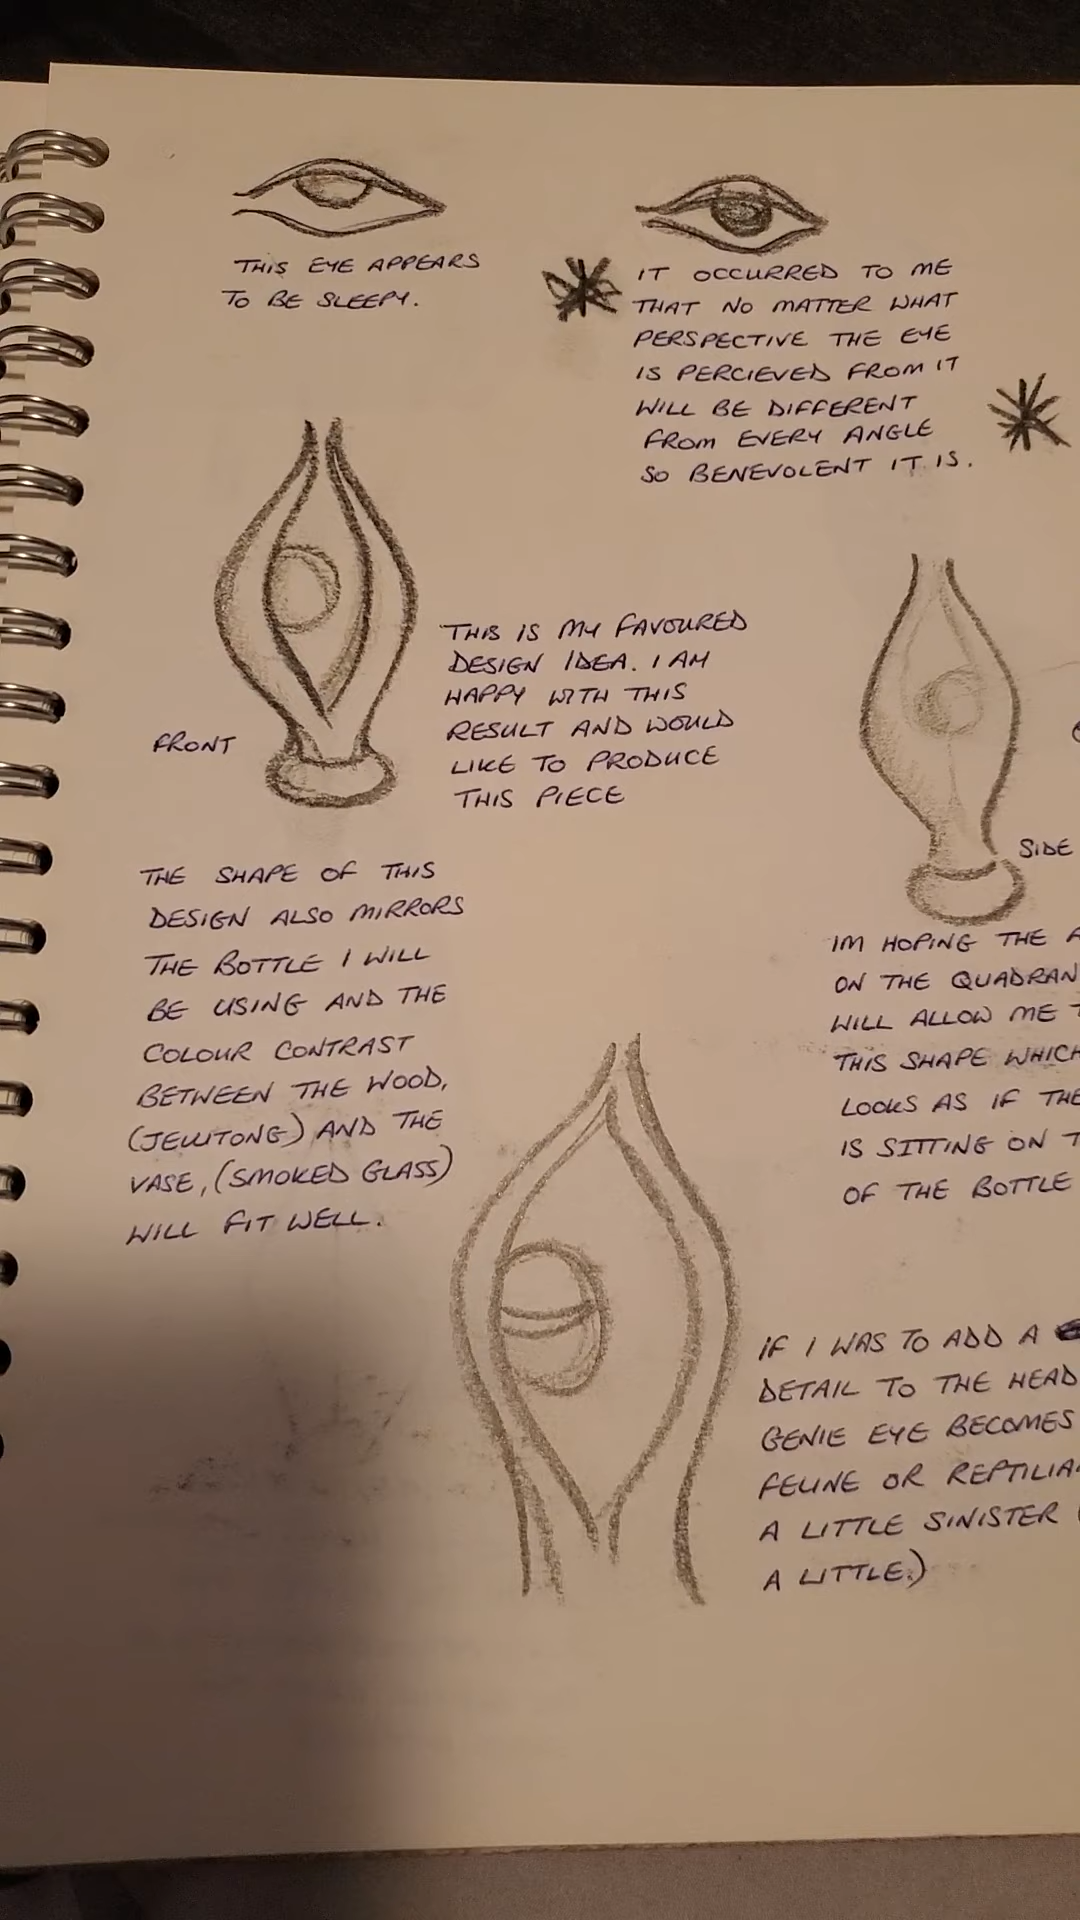 THIS EYE APPEARS
TO BE SLEEPY.
IT OCCURRED TO ME
THAT NO MATTER WHAT
PERSPECTIVE THE EYE
IS PERCIEVED FROM IT
WILL BE DIFFERENT
FROM EVERY ANGLE
SO BENEVOLENT IT IS.
THIS IS MY FAVOURED
DESIGN IDEA. I AM
HAPPY WITH THIS
RESULT AND WOULD
LIKE TO PRODUCE
THIS PIECE
FRONT
SIDE
THE SHAPE OF THIS
DESIGN ALSO MIRRORS
THE BOTTLE I WILL
BE USING AND THE
COLOUR CONTRAST
BETWEEN THE WOOD,
(JELUTONG) AND THE
VASE, (SMOKED GLASS)
WILL FIT WELL.
IM HOPING THE
ON THE QUADRAN
WILL ALLOW ME
THIS SHAPE WHICH
LOOKS AS IF THE
IS SITTING ON
OF THE BOTTLE
IF I WAS TO ADD A
DETAIL TO THE HEAD
GENIE EYE BECOMES
FELINE OR REPTILIA
A LITTLE SINISTER
A LITTLE.)